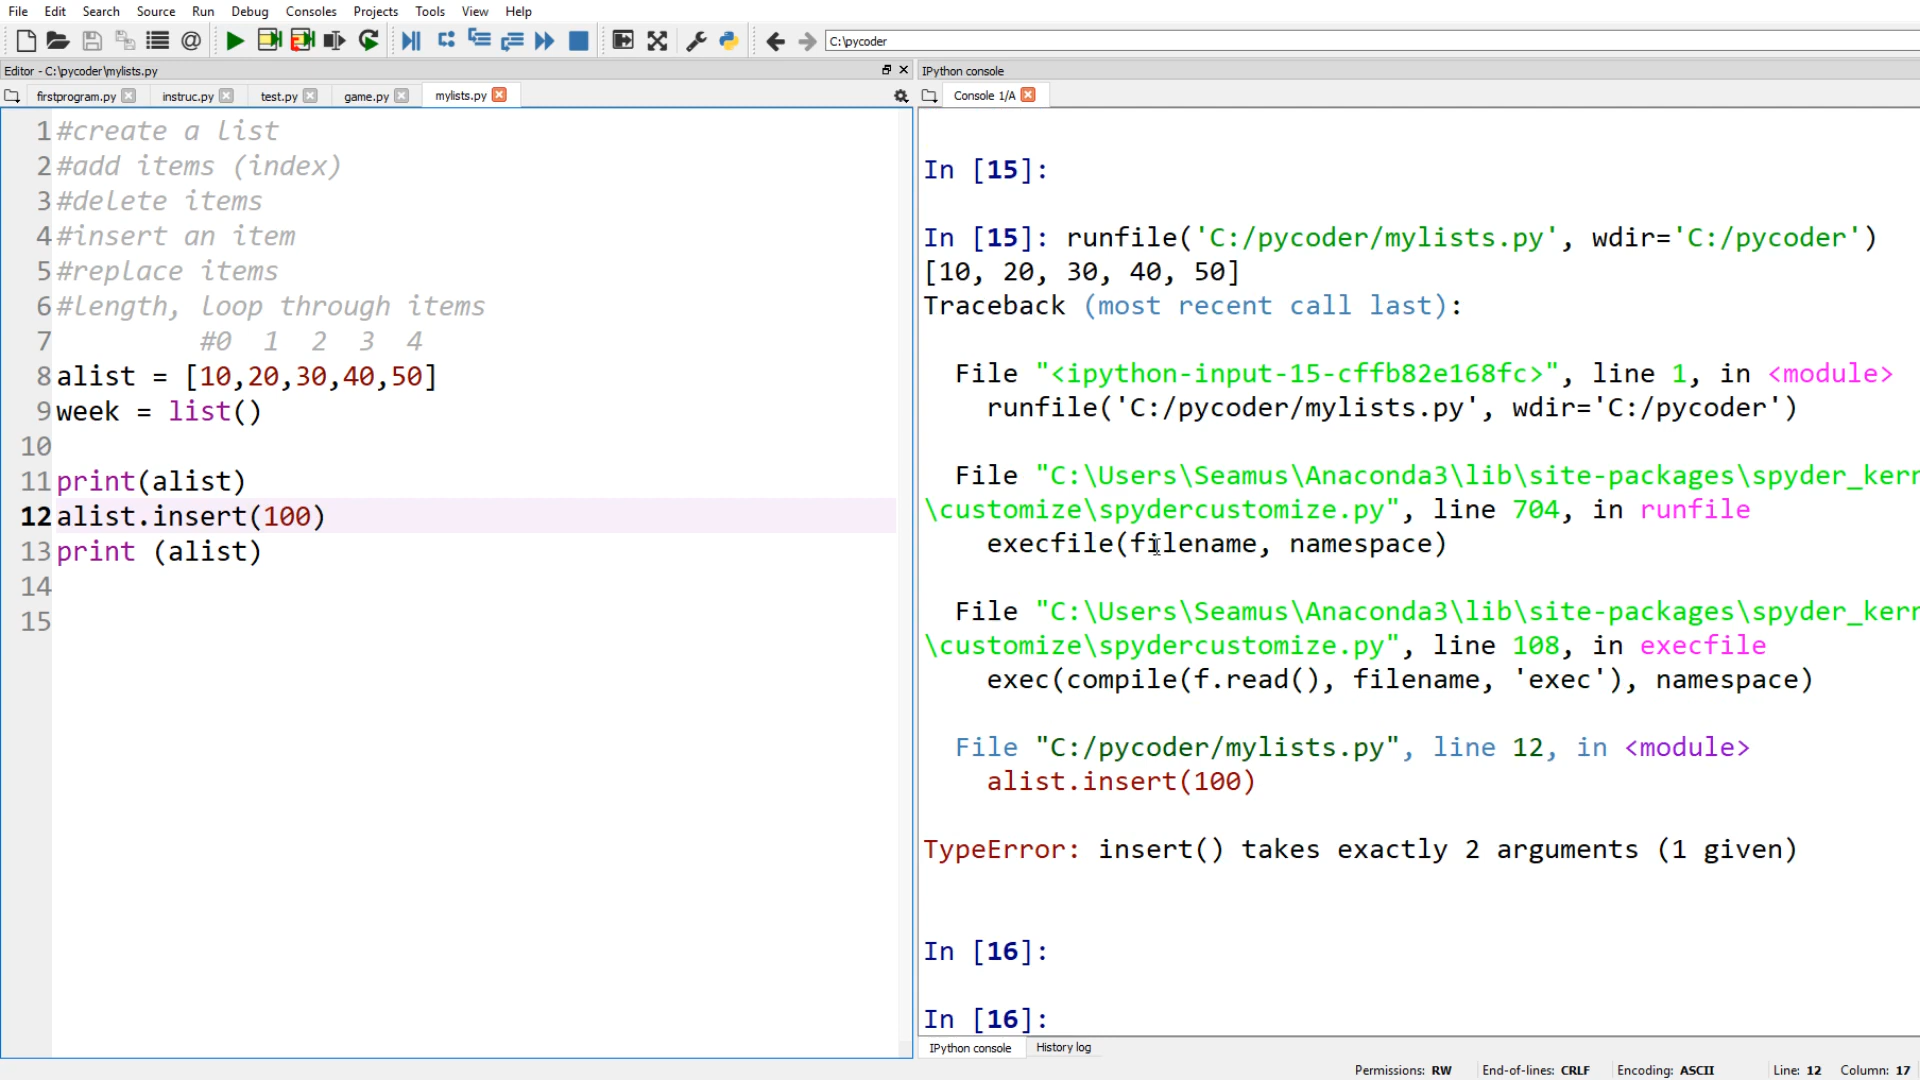 File Edit Search Source Run Debug Consoles Projects Tools View Help
C:\pycoder
Editor - C:\pycoder\mylists.py
firstprogram.py instruc.py test.py game.py mylists.py
1 #create a list
2 #add items (index)
3 #delete items
4 #insert an item
5 #replace items
6 #length, loop through items
7 #0 1 2 3 4
8 alist = [10,20,30,40,50]
9 week = list()
10
11 print(alist)
12 alist.insert(100)
13 print (alist)
14
15
IPython console
Console 1/A
In [15]:
In [15]: runfile('C:/pycoder/mylists.py', wdir='C:/pycoder')
[10, 20, 30, 40, 50]
Traceback (most recent call last):
File "<ipython-input-15-cffb82e168fc>", line 1, in <module>
runfile('C:/pycoder/mylists.py', wdir='C:/pycoder')
File "C:\Users\Seamus\Anaconda3\lib\site-packages\spyder_kerr
\customize\spydercustomize.py", line 704, in runfile
execfile(filename, namespace)
File "C:\Users\Seamus\Anaconda3\lib\site-packages\spyder_kerr
\customize\spydercustomize.py", line 108, in execfile
exec(compile(f.read(), filename, 'exec'), namespace)
File "C:/pycoder/mylists.py", line 12, in <module>
alist.insert(100)
TypeError: insert() takes exactly 2 arguments (1 given)
In [16]:
In [16]:
IPython console History log
Permissions: RW End-of-lines: CRLF Encoding: ASCII Line: 12 Column: 17